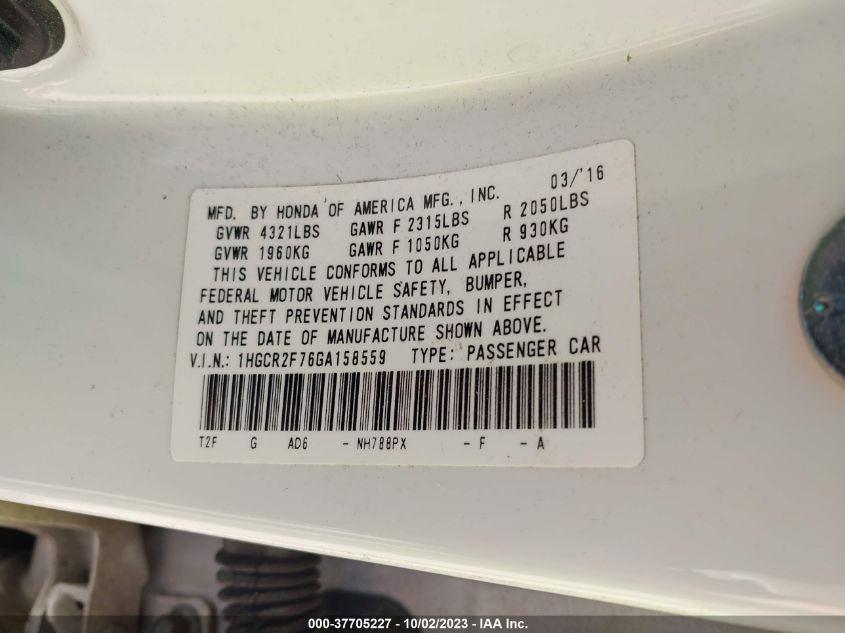 MFD. BY HONDA OF AMERICA MFG., INC. 03/'16
GVWR 4321LBS GAWR F 2315LBS R 2050LBS
GVWR 1960KG GAWR F 1050KG R 930KG
THIS VEHICLE CONFORMS TO ALL APPLICABLE
FEDERAL MOTOR VEHICLE SAFETY, BUMPER,
AND THEFT PREVENTION STANDARDS IN EFFECT
ON THE DATE OF MANUFACTURE SHOWN ABOVE.
V.I.N.: 1HGCR2F76GA158559 TYPE: PASSENGER CAR
T2F G AD6 - NH788PX - F - A
000-37705227 - 10/02/2023 - IAA Inc.